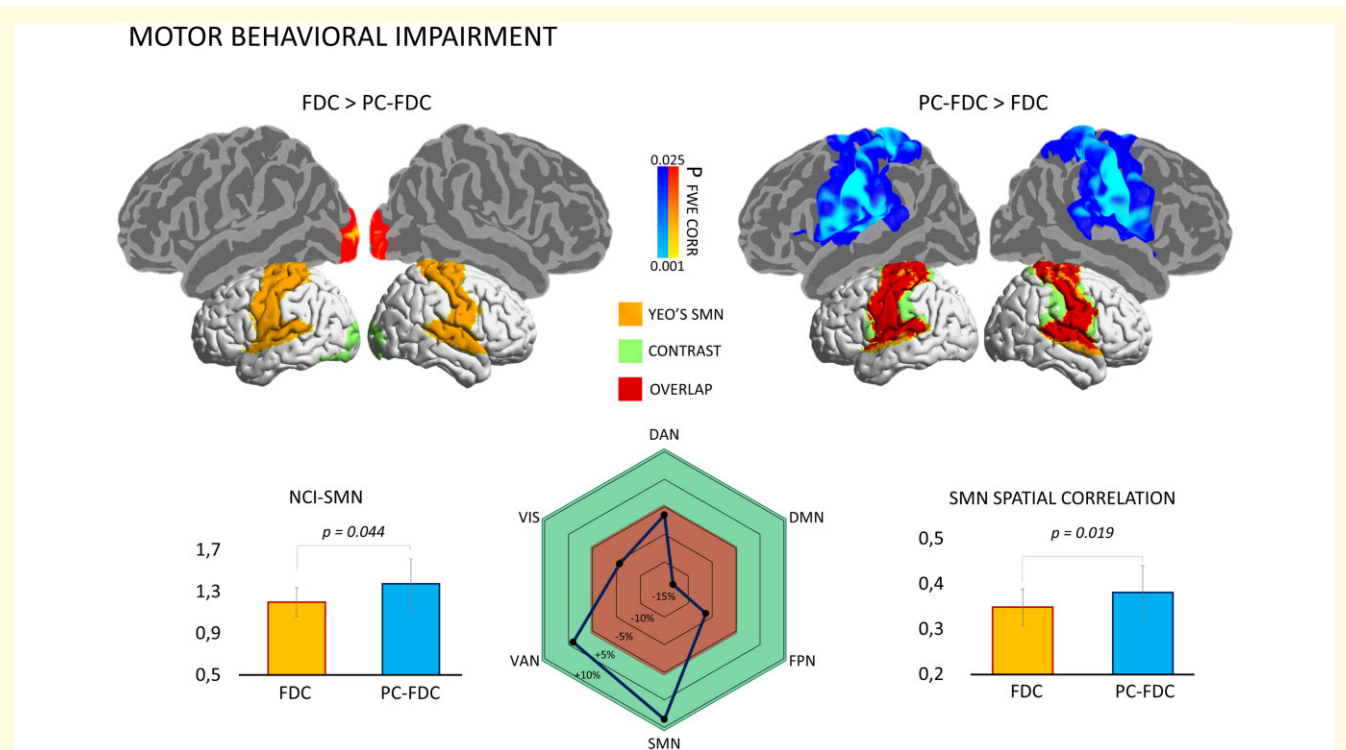 MOTOR BEHAVIORAL IMPAIRMENT
FDC > PC-FDC
PC-FDC > FDC
0.025
P FWE CORR
0.001
YEO'S SMN
CONTRAST
OVERLAP
NCI-SMN
p = 0.044
1,7
1,3
0,9
0,5
FDC
PC-FDC
DAN
VIS
DMN
-15%
-10%
-5%
+5%
+10%
VAN
FPN
SMN
SMN SPATIAL CORRELATION
p = 0.019
0,5
0,4
0,3
0,2
FDC
PC-FDC